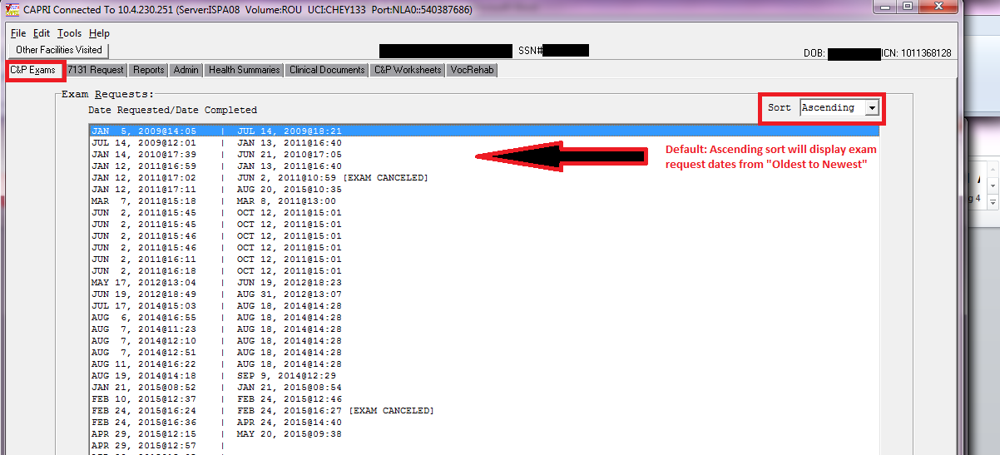 CAPRI Connected To 10.4.230.251 (Server:ISPA08 Volume:ROU UCI:CHEY133 Port:NLA0::540387686)
File Edit Tools Help
Other Facilities Visited
SSN#
DOB: ICN: 1011368128
C&P Exams 7131 Request Reports Admin Health Summaries Clinical Documents C&P Worksheets VocRehab
Exam Requests:
Date Requested/Date Completed
Sort Ascending
JAN 5, 2009@14:05 | JUL 14, 2009@18:21
JUL 14, 2009@12:01 | JAN 13, 2011@16:40
JAN 14, 2010@17:39 | JUN 21, 2010@17:05
JAN 12, 2011@16:59 | JAN 13, 2011@16:40
JAN 12, 2011@17:02 | JUN 2, 2011@10:59 [EXAM CANCELED]
JAN 12, 2011@17:11 | AUG 20, 2015@10:35
MAR 7, 2011@15:18 | MAR 8, 2011@13:00
JUN 2, 2011@15:45 | OCT 12, 2011@15:01
JUN 2, 2011@15:45 | OCT 12, 2011@15:01
JUN 2, 2011@15:46 | OCT 12, 2011@15:01
JUN 2, 2011@15:46 | OCT 12, 2011@15:01
JUN 2, 2011@16:11 | OCT 12, 2011@15:01
JUN 2, 2011@16:18 | OCT 12, 2011@15:01
MAY 17, 2012@13:04 | JUN 19, 2012@18:23
JUN 19, 2012@18:49 | AUG 31, 2012@13:07
JUL 17, 2014@15:03 | AUG 18, 2014@14:28
AUG 6, 2014@16:55 | AUG 18, 2014@14:28
AUG 7, 2014@11:23 | AUG 18, 2014@14:28
AUG 7, 2014@12:10 | AUG 18, 2014@14:28
AUG 7, 2014@12:51 | AUG 18, 2014@14:28
AUG 11, 2014@16:22 | AUG 18, 2014@14:28
AUG 19, 2014@14:18 | SEP 9, 2014@12:29
JAN 21, 2015@08:52 | JAN 21, 2015@08:54
FEB 10, 2015@12:37 | FEB 24, 2015@12:46
FEB 24, 2015@16:24 | FEB 24, 2015@16:27 [EXAM CANCELED]
FEB 24, 2015@16:36 | APR 24, 2015@14:40
APR 29, 2015@12:15 | MAY 20, 2015@09:38
APR 29, 2015@12:57 |
Default: Ascending sort will display exam
request dates from "Oldest to Newest"